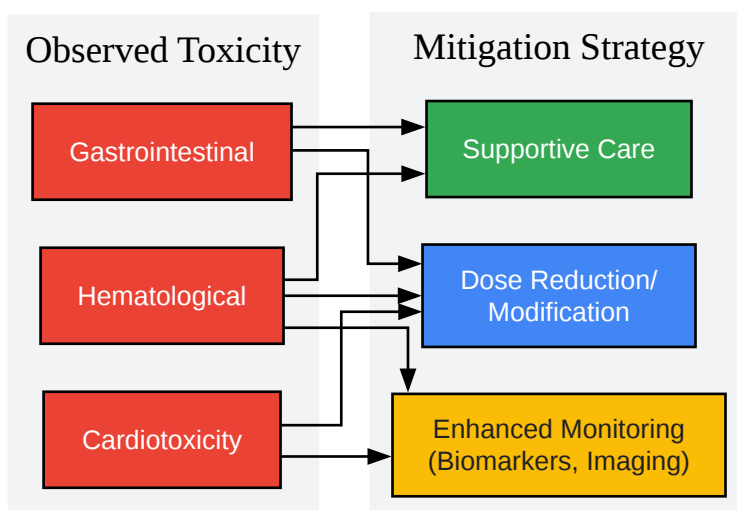 Observed Toxicity
Mitigation Strategy
Gastrointestinal
Supportive Care
Hematological
Dose Reduction/
Modification
Cardiotoxicity
Enhanced Monitoring
(Biomarkers, Imaging)